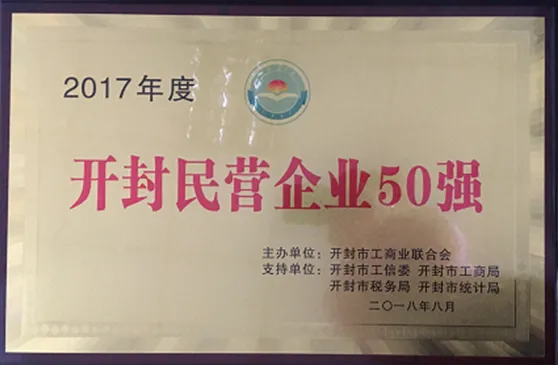 2017年度
开封民营企业50强
主办单位：开封市工商业联合会
支持单位：开封市工信委 开封市工商局
开封市税务局 开封市统计局
二〇一八年八月